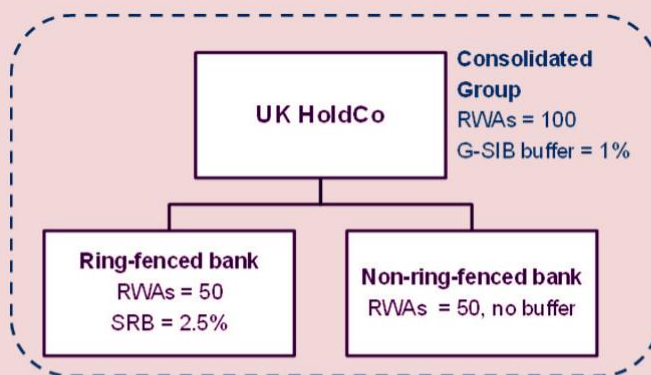 Consolidated
Group
RWAs = 100
G-SIB buffer = 1%
UK HoldCo
Ring-fenced bank
RWAs = 50
SRB = 2.5%
Non-ring-fenced bank
RWAs = 50, no buffer